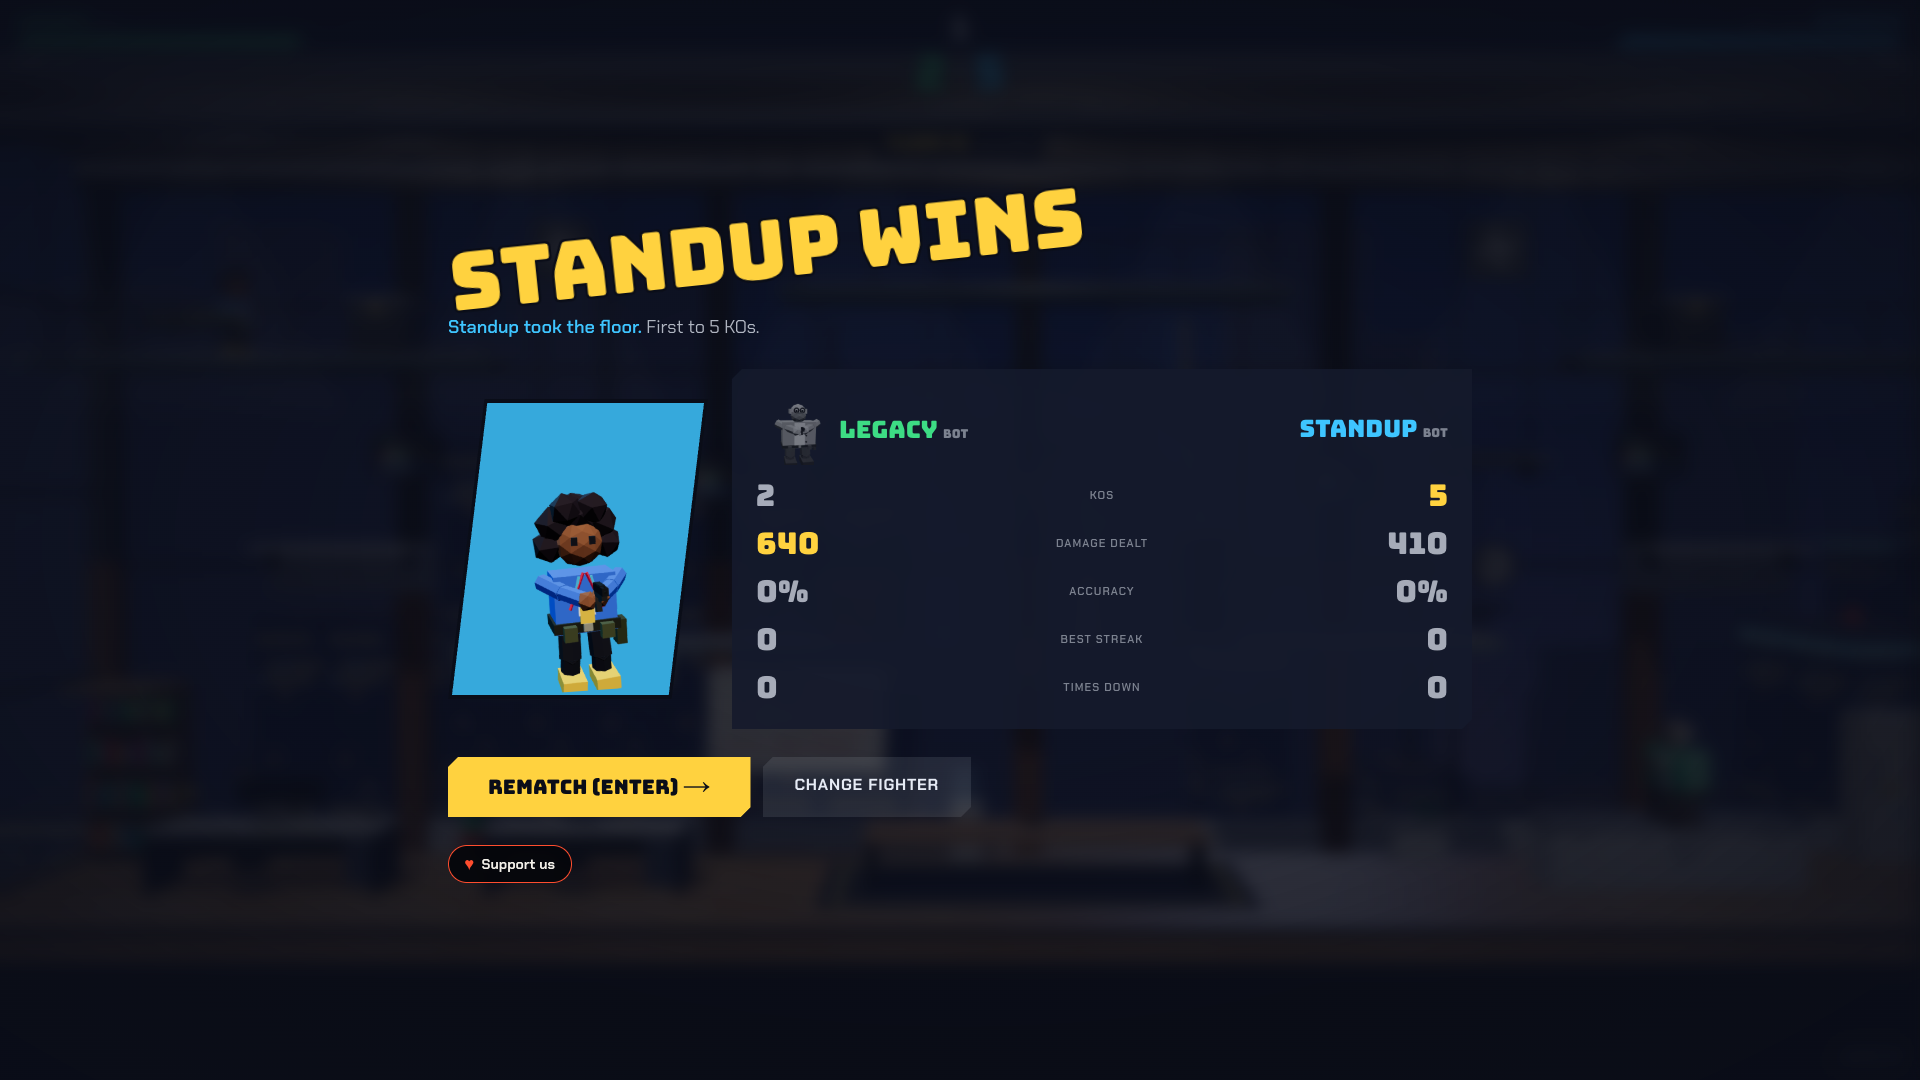 STANDUP WINS
Standup took the floor. First to 5 KOs.
LEGACY BOT
STANDUP BOT
2 KOS 5
640 DAMAGE DEALT 410
0% ACCURACY 0%
0 BEST STREAK 0
0 TIMES DOWN 0
REMATCH (ENTER) →
CHANGE FIGHTER
♥ Support us